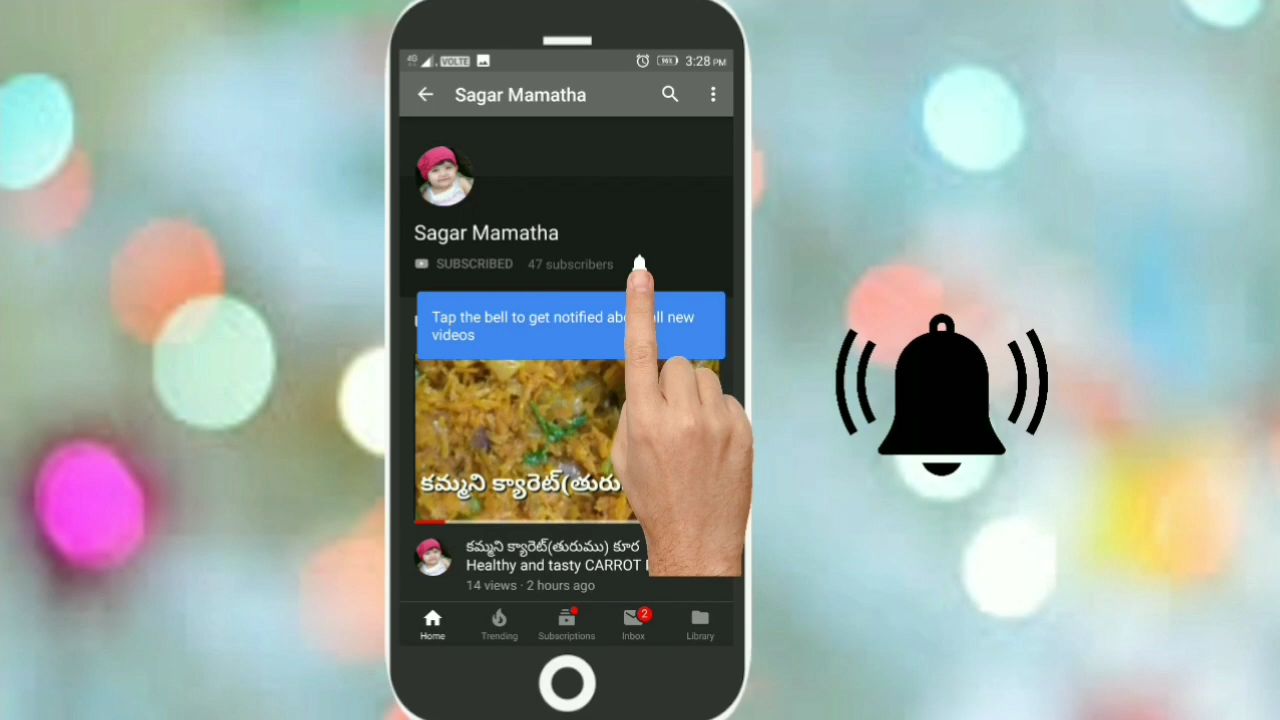 4G VOLTE 96% 3:28 PM
Sagar Mamatha
Sagar Mamatha
SUBSCRIBED 47 subscribers
Tap the bell to get notified new
videos
కమ్మని క్యారెట్(తురు
కమ్మని క్యారెట్(తురుము) కూర
Healthy and tasty CARROT
14 views · 2 hours ago
2
Home Trending Subscriptions Inbox Library